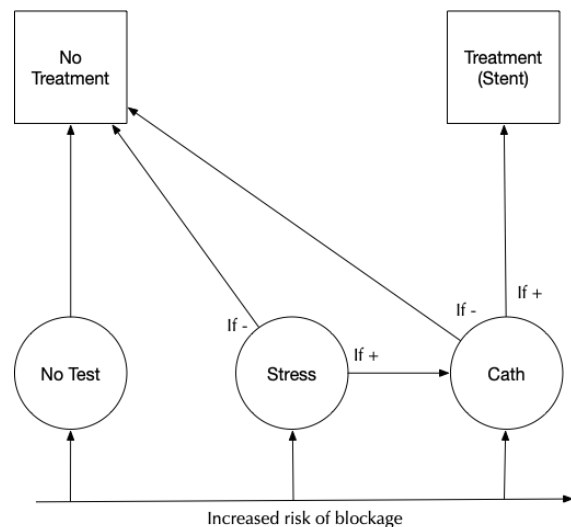 No
Treatment
Treatment
(Stent)
If -
If +
If -
If +
No Test
Stress
Cath
Increased risk of blockage